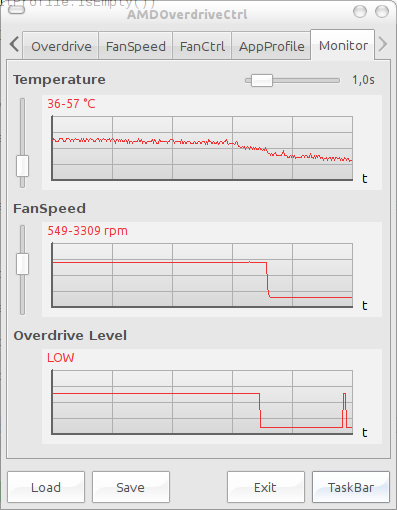 Profile.isEmpty())
AMDOverdriveCtrl
Overdrive FanSpeed FanCtrl AppProfile Monitor
Temperature 1,0s
36-57 °C
t
FanSpeed
549-3309 rpm
t
Overdrive Level
LOW
t
Load Save Exit TaskBar